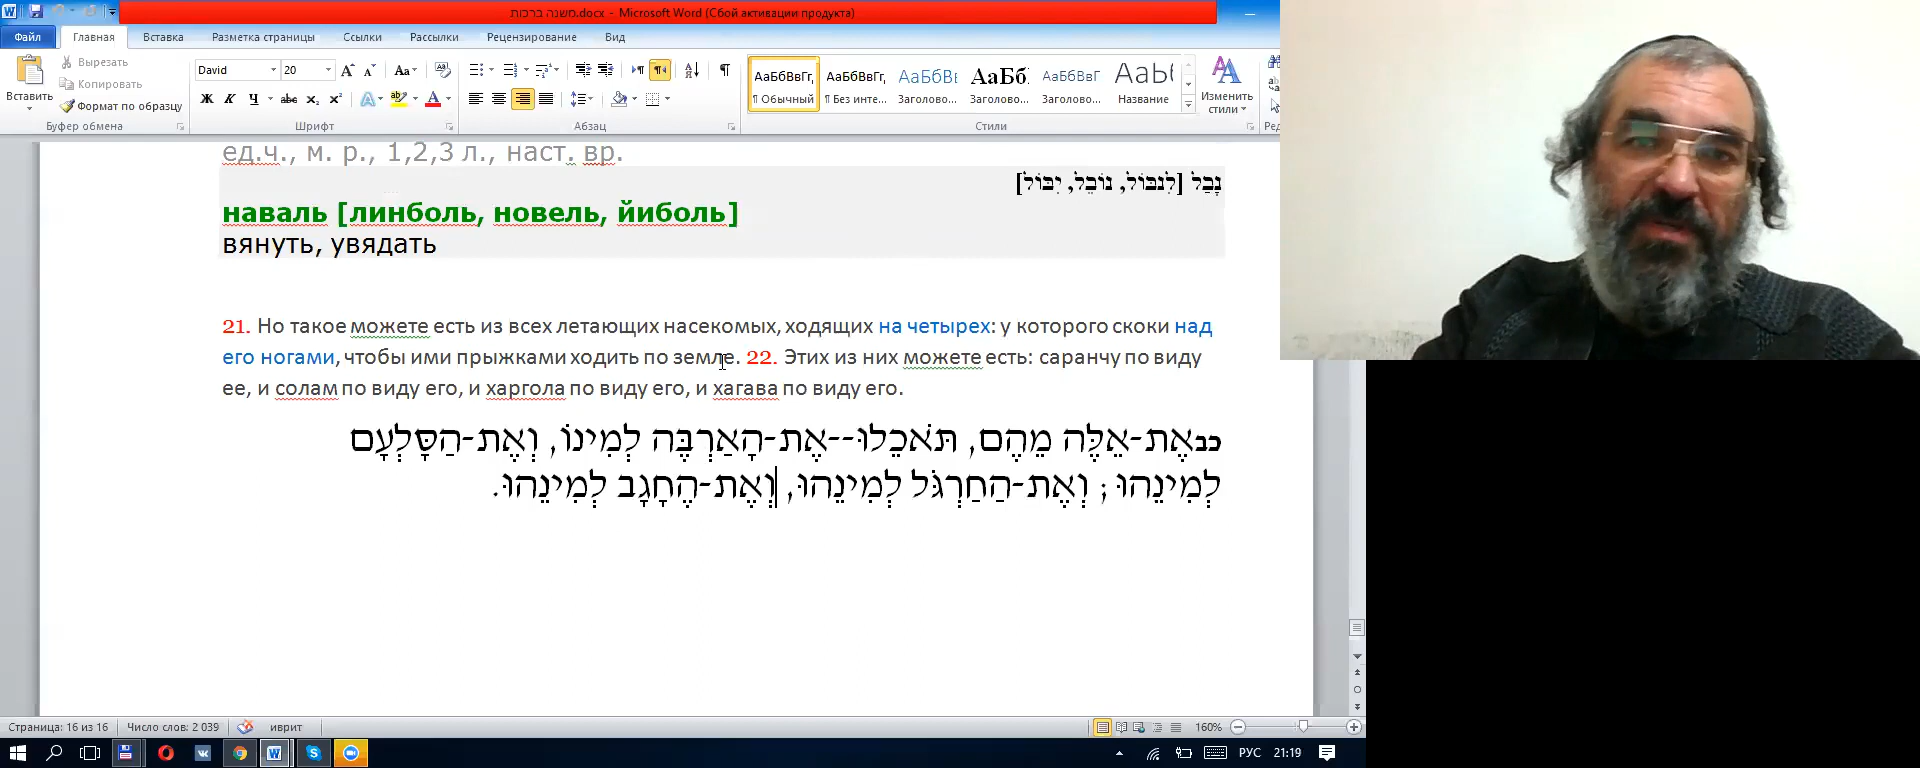 משנה ברכות.docx - Microsoft Word (Сбой активации продукта)
Файл Главная Вставка Разметка страницы Ссылки Рассылки Рецензирование Вид
Вставить
Вырезать
Копировать
Формат по образцу
Буфер обмена
David 20
Шрифт
Абзац
АаБбВвГг, АаБбВвГг, АаБбВв АаБб АаБбВвГ
¶ Обычный ¶ Без инте... Заголово... Заголово... Заголово... Название
Изменить стили
Стили
ед.ч., м. р., 1,2,3 л., наст. вр.
נָבַל [לִנבּוֹל, נוֹבֵל, יִבּוֹל]
наваль [линболь, новель, йиболь]
вянуть, увядать
21. Но такое можете есть из всех летающих насекомых, ходящих на четырех: у которого скоки над
его ногами, чтобы ими прыжками ходить по земле. 22. Этих из них можете есть: саранчу по виду
ее, и солам по виду его, и харгола по виду его, и хагава по виду его.
כב אֶת-אֵלֶּה מֵהֶם, תֹּאכֵלוּ--אֶת-הָאַרְבֶּה לְמִינוֹ, וְאֶת-הַסָּלְעָם
לְמִינֵהוּ; וְאֶת-הַחַרְגֹּל לְמִינֵהוּ, וְאֶת-הֶחָגָב לְמִינֵהוּ.
Страница: 16 из 16 Число слов: 2 039 иврит 160%
РУС 21:19